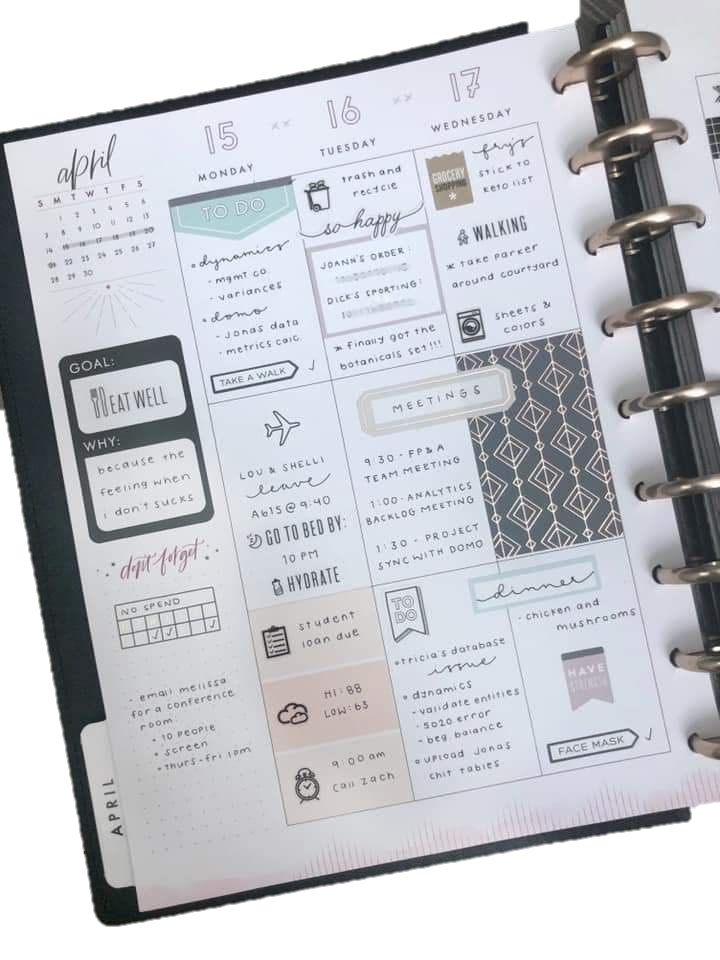 april
S M T W T F S
1 2 3 4 5 6
7 8 9 10 11 12 13
14 15 16 17 18 19 20
21 22 23 24 25 26 27
28 29 30
GOAL:
EAT WELL
WHY:
because the
feeling when
i don't sucks
don't forget
NO SPEND
- email melissa
for a conference
room
• 10 people
• screen
• thurs-fri 1pm
APRIL
15
MONDAY
TO DO
dynamics
- mgmt co.
- variances
domo
- Jonas data
- metrics calc
TAKE A WALK ✓
LOU & SHELLI
leave
A615 @ 9:40
GO TO BED BY:
10 PM
HYDRATE
student
loan due
HI: 88
LOW: 63
9:00 am
call zach
16
TUESDAY
trash and
recycle
so happy
JOANN'S ORDER:
DICK'S SPORTING:
* finally got the
botanicals set!!!
MEETINGS
9:30 - FP&A
TEAM MEETING
1:00 - ANALYTICS
BACKLOG MEETING
1:30 - PROJECT
SYNC WITH DOMO
TO
DO
tricia's database
issue
dynamics
- validate entities
- 5020 error
- beg. balance
upload Jonas
chit tables
17
WEDNESDAY
GROCERY
SHOPPING
frys
stick to
keto list
WALKING
* take parker
around courtyard
sheets &
colors
dinner
- chicken and
mushrooms
HAVE
STRENGTH
FACE MASK ✓